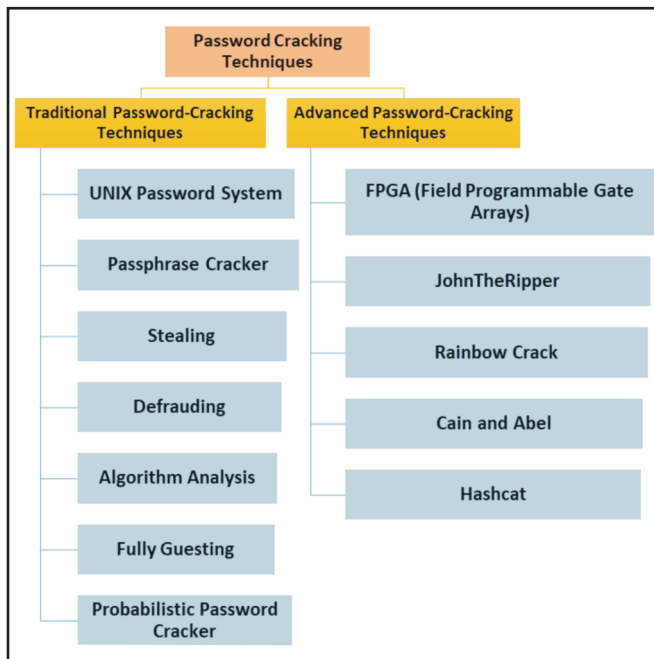 Password Cracking
Techniques
Traditional Password-Cracking
Techniques
UNIX Password System
Passphrase Cracker
Stealing
Defrauding
Algorithm Analysis
Fully Guesting
Probabilistic Password
Cracker
Advanced Password-Cracking
Techniques
FPGA (Field Programmable Gate
Arrays)
JohnTheRipper
Rainbow Crack
Cain and Abel
Hashcat